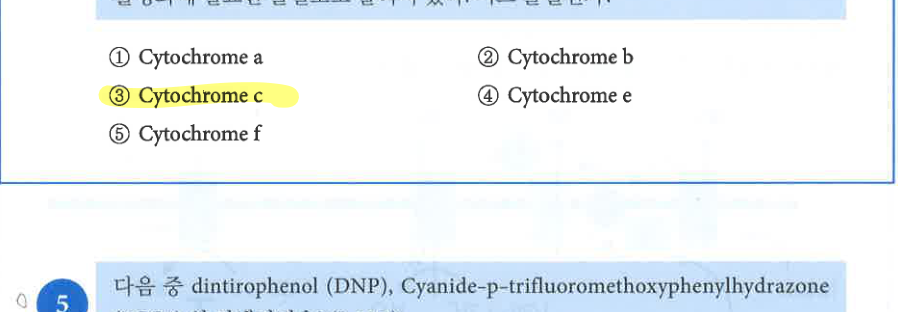 ① Cytochrome a
② Cytochrome b
③ Cytochrome c
④ Cytochrome e
⑤ Cytochrome f
5
다음 중 dintirophenol (DNP), Cyanide-p-trifluoromethoxyphenylhydrazone